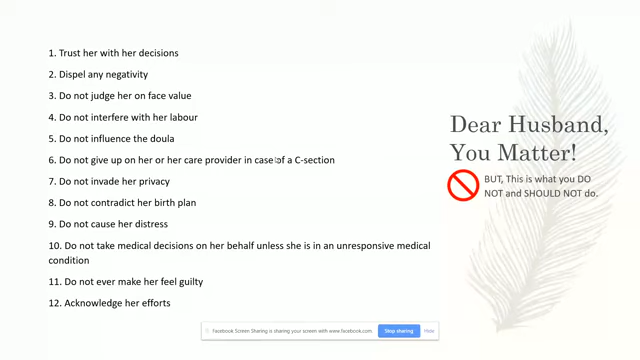 1. Trust her with her decisions
2. Dispel any negativity
3. Do not judge her on face value
4. Do not interfere with her labour
5. Do not influence the doula
6. Do not give up on her or her care provider in case of a C-section
7. Do not invade her privacy
8. Do not contradict her birth plan
9. Do not cause her distress
10. Do not take medical decisions on her behalf unless she is in an unresponsive medical
condition
11. Do not ever make her feel guilty
12. Acknowledge her efforts
Dear Husband,
You Matter!
BUT, This is what you DO
NOT and SHOULD NOT do.
Facebook Screen Sharing is sharing your screen with www.facebook.com.
Stop sharing
Hide